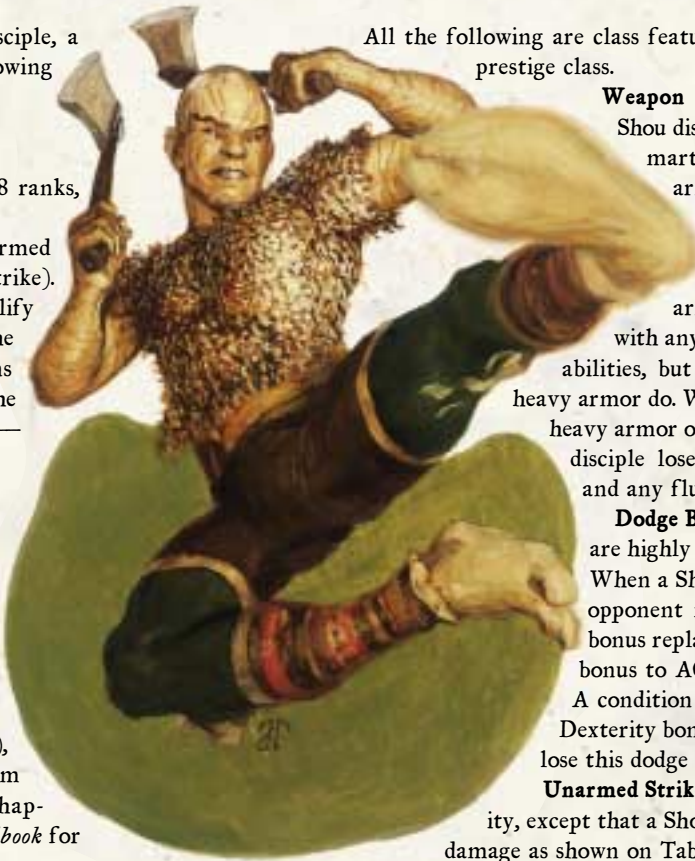 sciple, a
owing
8 ranks,
rmed
trike).
lify
e
s
he
),
m
hap-
book for
All the following are class featu
prestige class.
Weapon
Shou dis
mart
ar
ar
with any
abilities, but
heavy armor do. W
heavy armor o
disciple lose
and any flu
Dodge B
are highly
When a Sh
opponent
bonus repla
bonus to AC
A condition
Dexterity bon
lose this dodge
Unarmed Strik
ity, except that a Sho
damage as shown on Tab